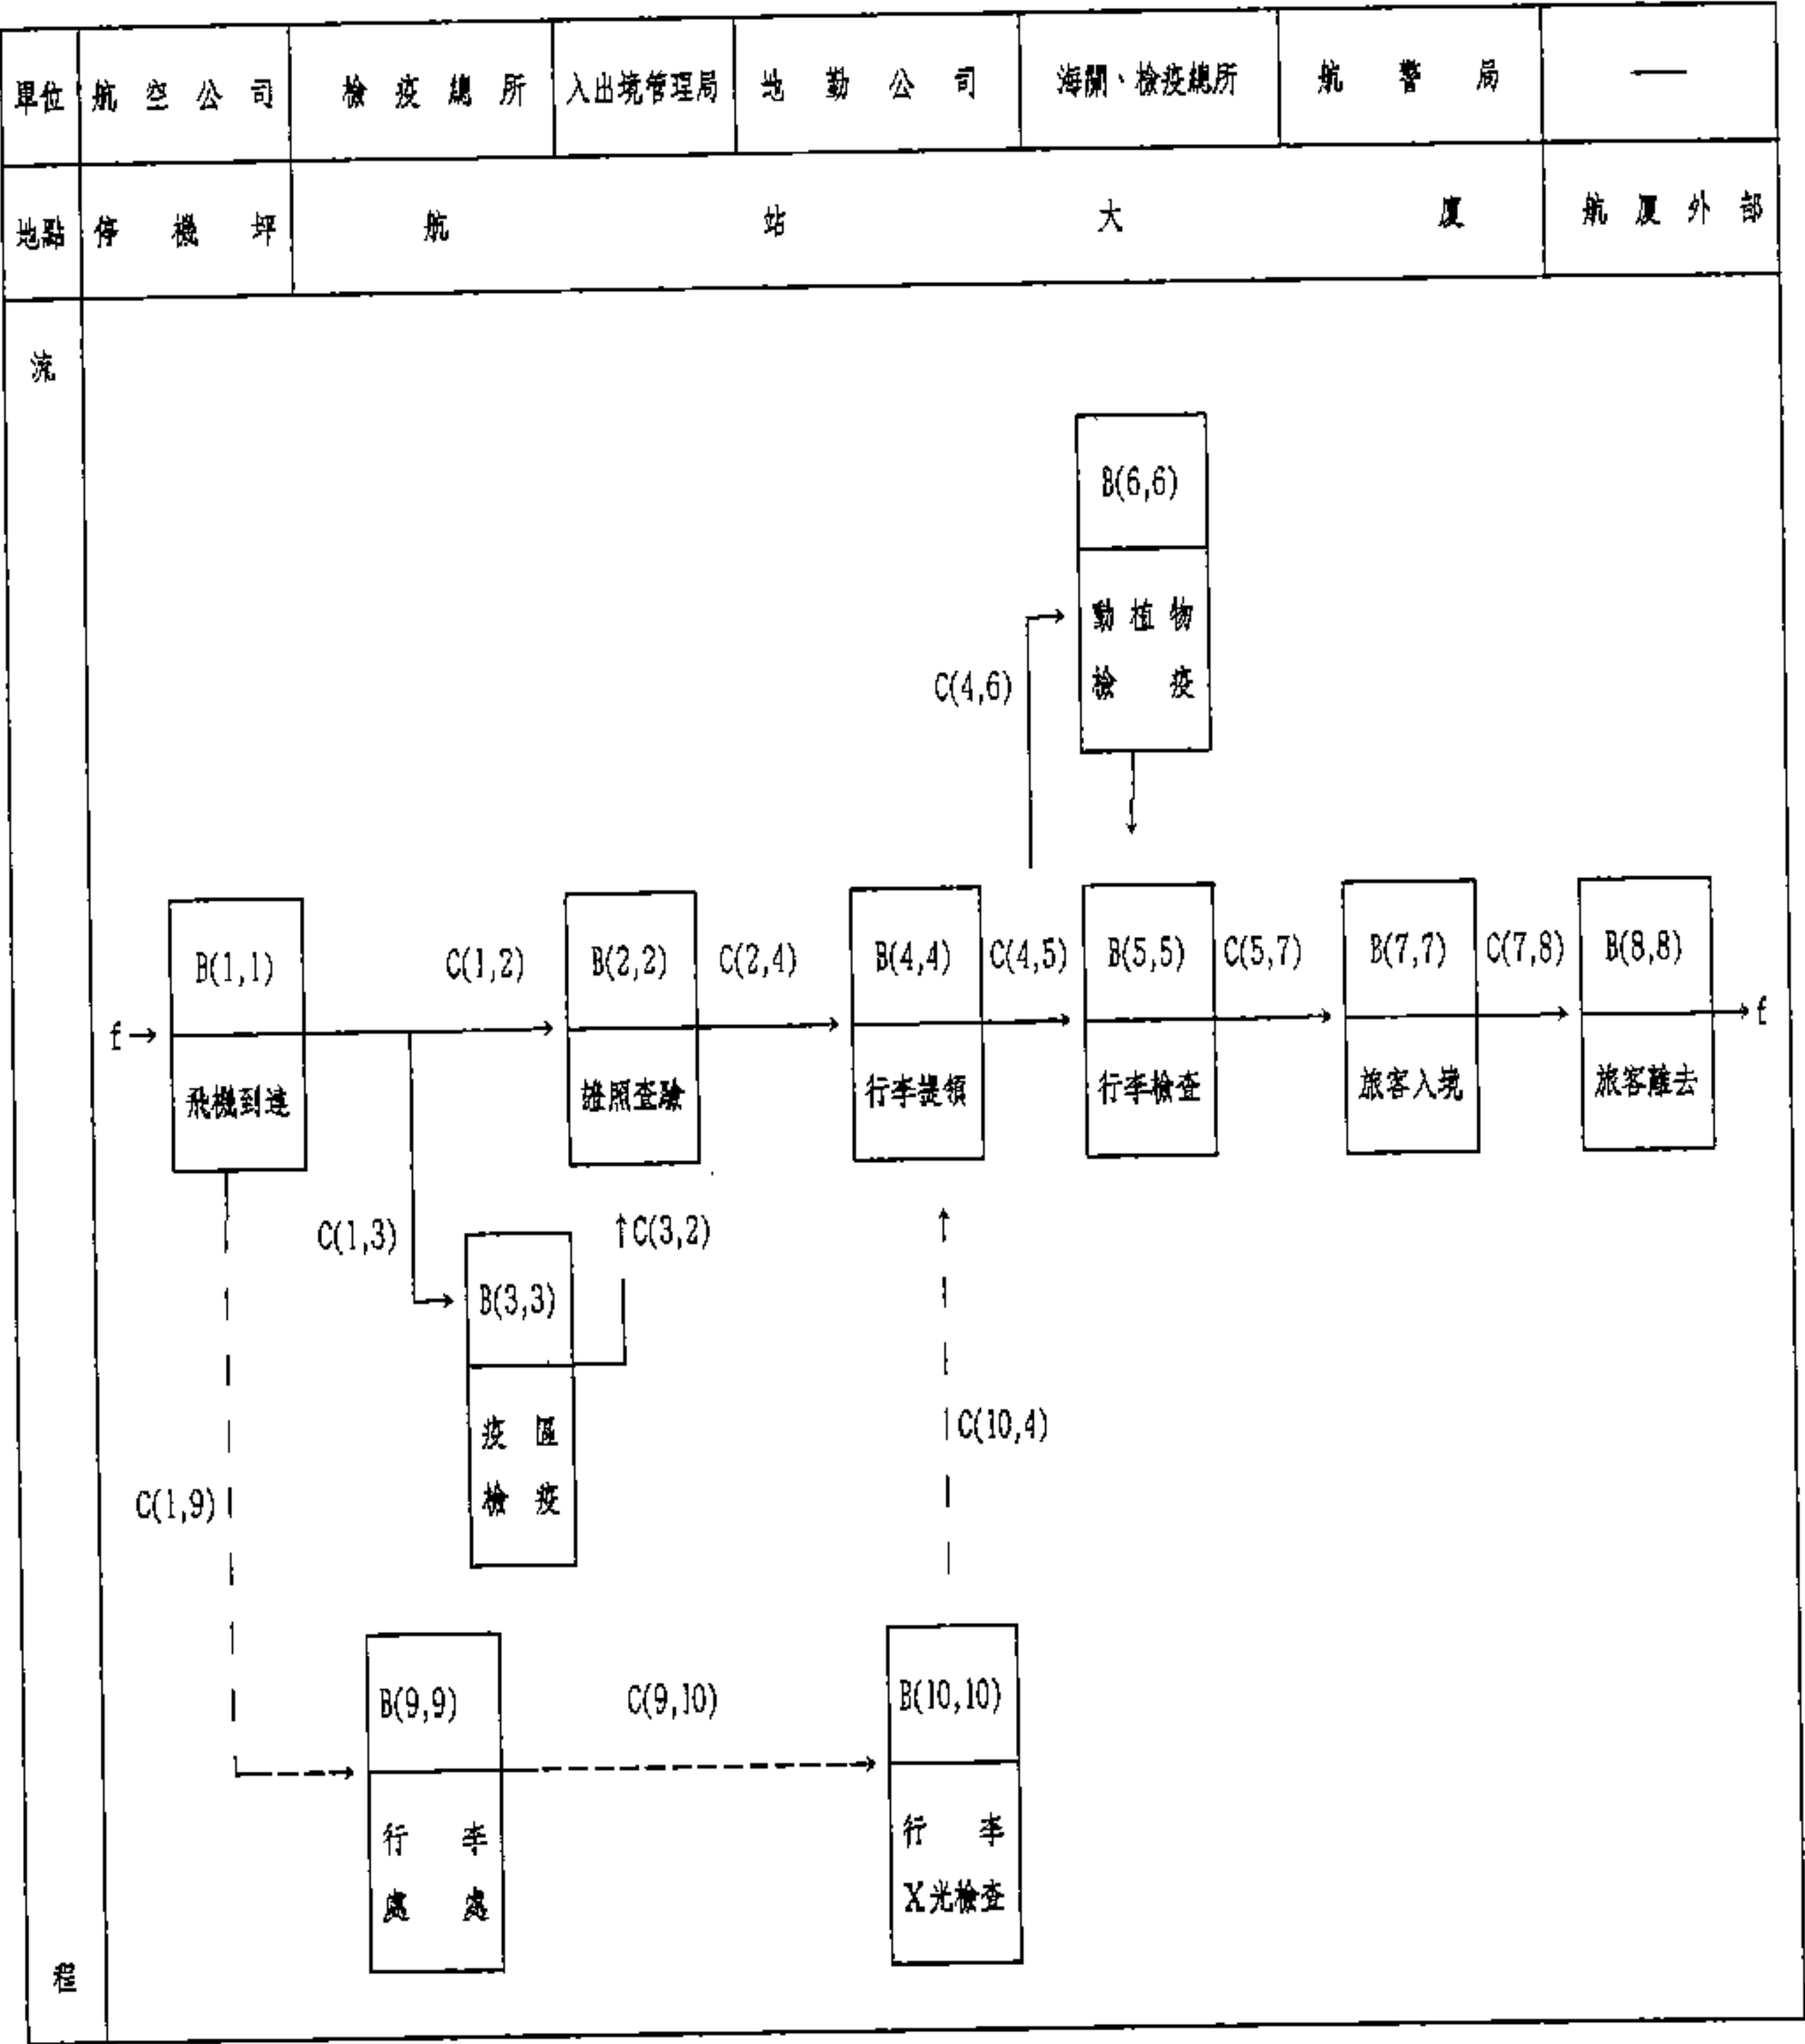 單位 航空公司 檢疫總所 入出境管理局 地勤公司 海關、檢疫總所 航警局 —
地點 停機坪 航站大廈 航廈外部
流
程
B(6,6)
動植物
檢疫
C(4,6)
B(1,1)
飛機到達
C(1,2)
B(2,2)
證照查驗
C(2,4)
B(4,4)
行李提領
C(4,5)
B(5,5)
行李檢查
C(5,7)
B(7,7)
旅客入境
C(7,8)
B(8,8)
旅客離去
f
f
C(1,3)
B(3,3)
疫區
檢疫
C(3,2)
C(10,4)
C(1,9)
B(9,9)
行李
處處
C(9,10)
B(10,10)
行李
X光檢查